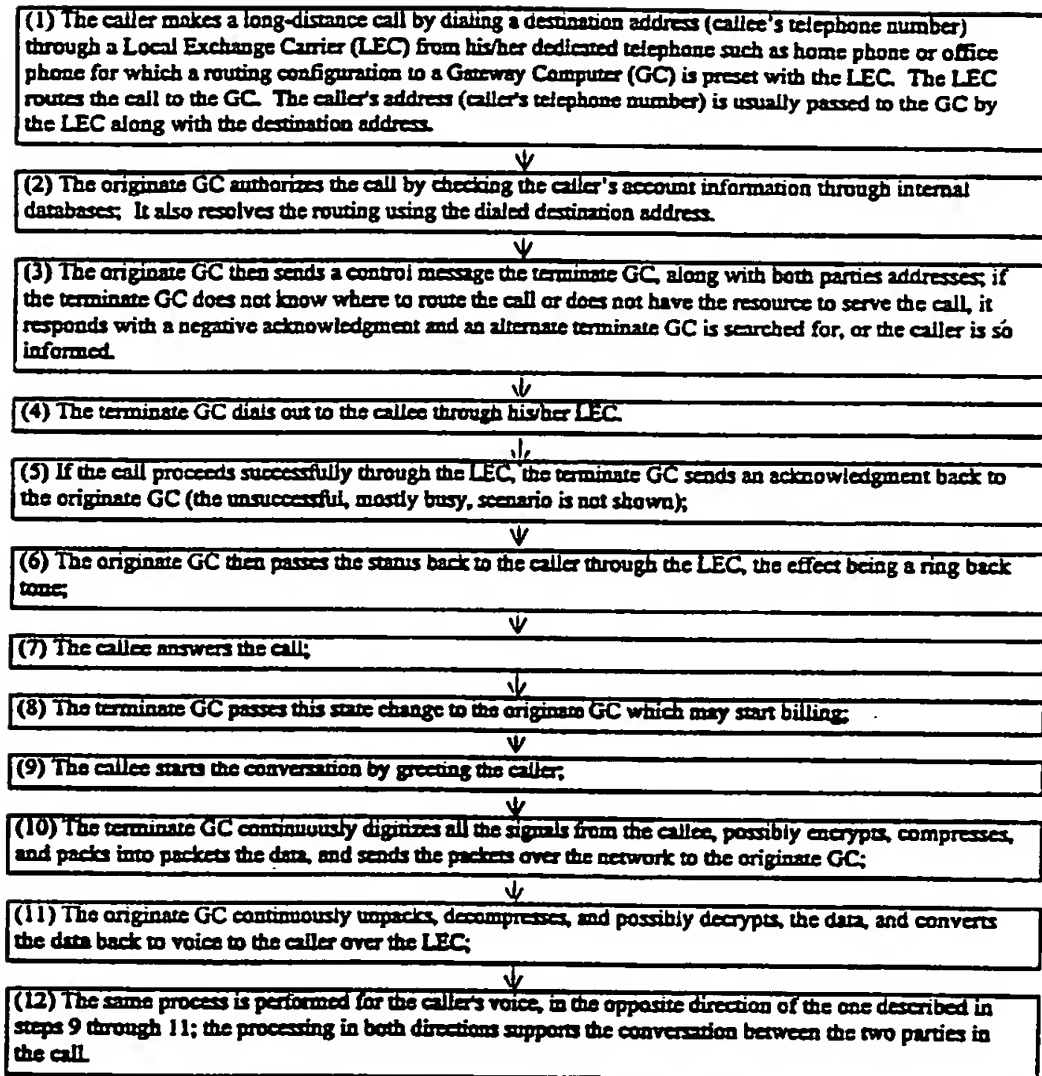 (1) The caller makes a long-distance call by dialing a destination address (callee's telephone number)
through a Local Exchange Carrier (LEC) from his/her dedicated telephone such as home phone or office
phone for which a routing configuration to a Gateway Computer (GC) is preset with the LEC. The LEC
routes the call to the GC. The caller's address (caller's telephone number) is usually passed to the GC by
the LEC along with the destination address.
(2) The originate GC authorizes the call by checking the caller's account information through internal
databases; It also resolves the routing using the dialed destination address.
(3) The originate GC then sends a control message the terminate GC, along with both parties addresses; if
the terminate GC does not know where to route the call or does not have the resource to serve the call, it
responds with a negative acknowledgment and an alternate terminate GC is searched for, or the caller is so
informed.
(4) The terminate GC dials out to the callee through his/her LEC.
(5) If the call proceeds successfully through the LEC, the terminate GC sends an acknowledgment back to
the originate GC (the unsuccessful, mostly busy, scenario is not shown);
(6) The originate GC then passes the status back to the caller through the LEC, the effect being a ring back
tone;
(7) The callee answers the call;
(8) The terminate GC passes this state change to the originate GC which may start billing;
(9) The callee starts the conversation by greeting the caller;
(10) The terminate GC continuously digitizes all the signals from the callee, possibly encrypts, compresses,
and packs into packets the data, and sends the packets over the network to the originate GC;
(11) The originate GC continuously unpacks, decompresses, and possibly decrypts, the data, and converts
the data back to voice to the caller over the LEC;
(12) The same process is performed for the caller's voice, in the opposite direction of the one described in
steps 9 through 11; the processing in both directions supports the conversation between the two parties in
the call.